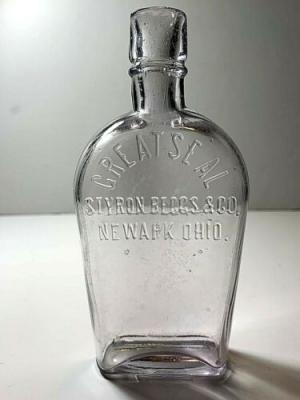 GREAT SEAL
STYRON BEGGS & CO.
NEWARK OHIO.